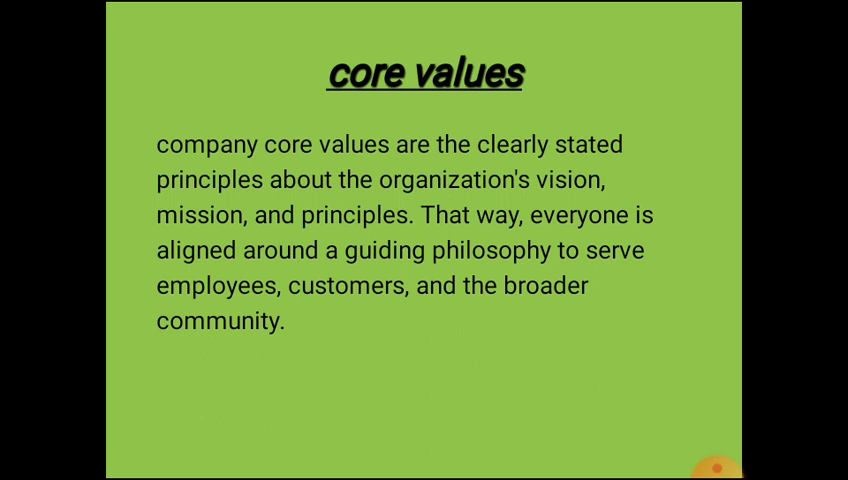 core values
company core values are the clearly stated
principles about the organization's vision,
mission, and principles. That way, everyone is
aligned around a guiding philosophy to serve
employees, customers, and the broader
community.